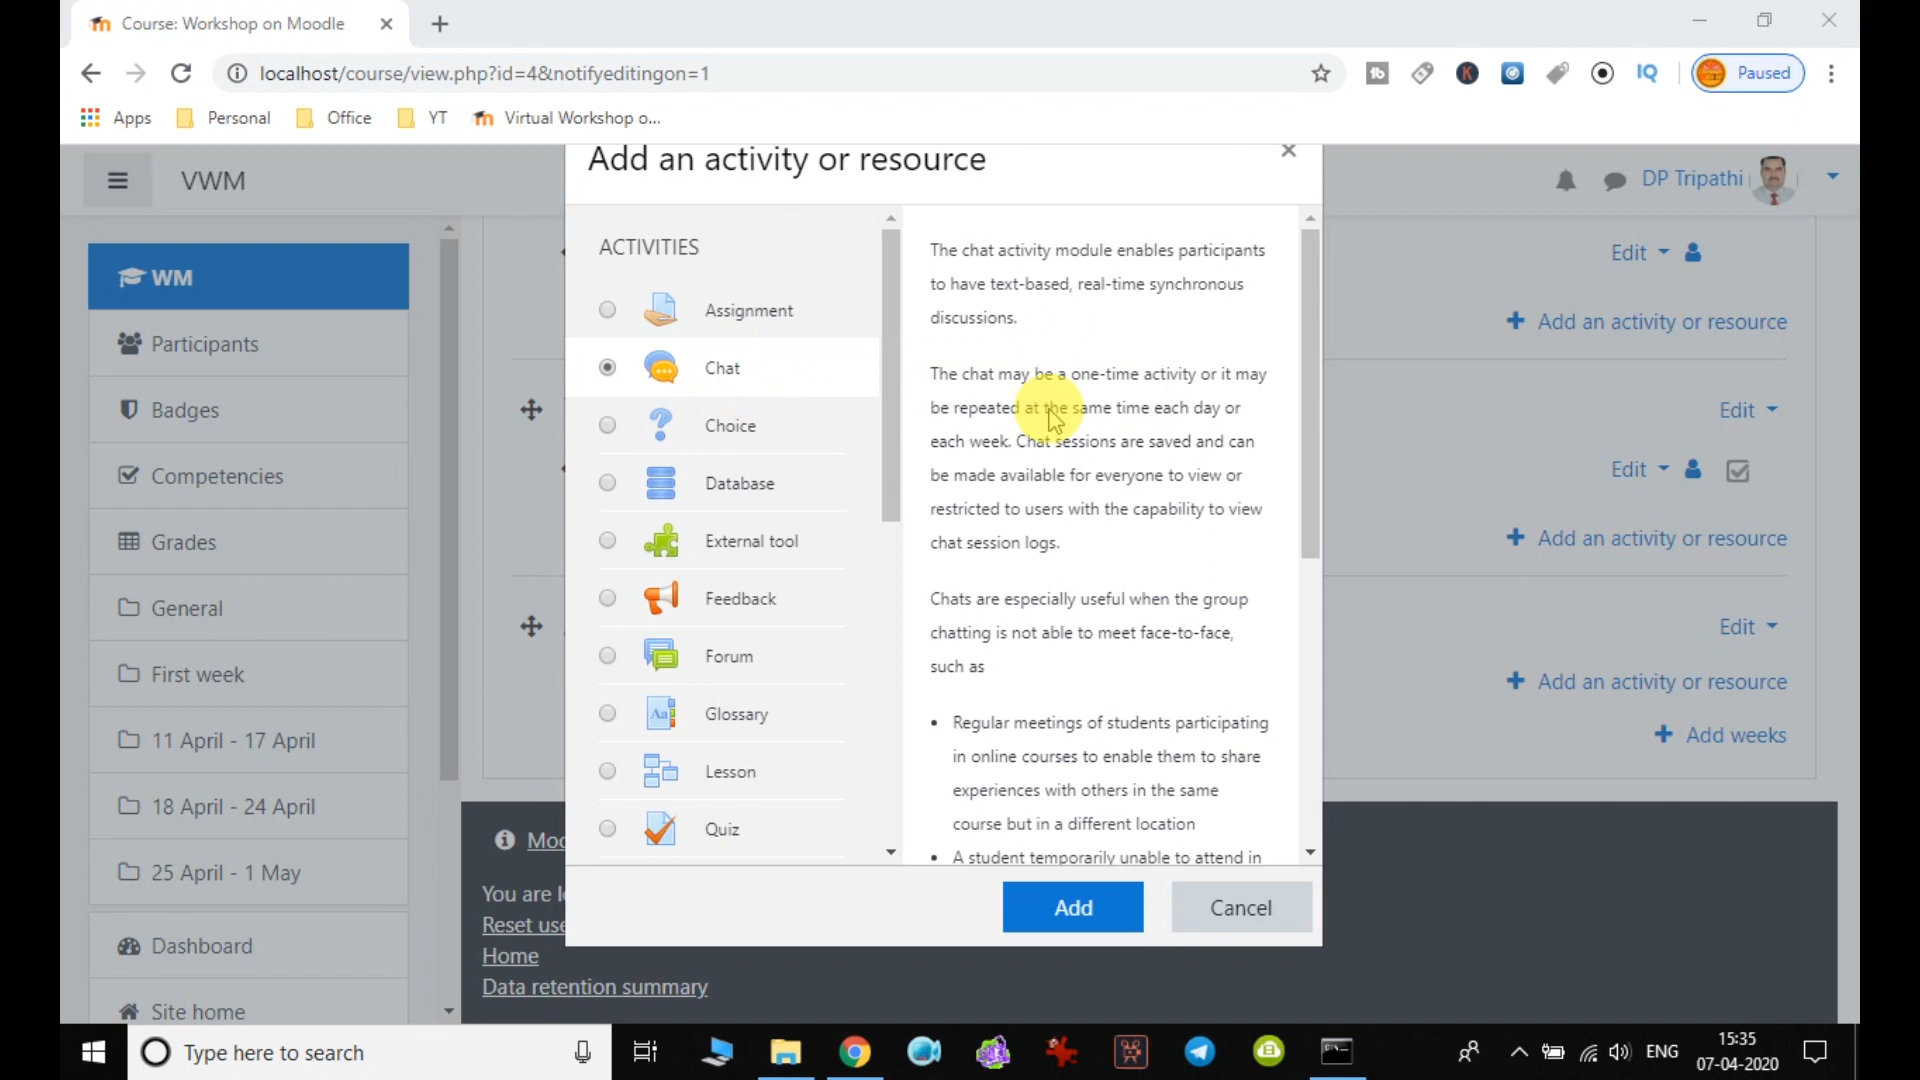 Course: Workshop on Moodle
localhost/course/view.php?id=4&notifyeditingon=1
Paused
Apps
Personal
Office
YT
Virtual Workshop o...
VWM
Add an activity or resource
DP Tripathi
WM
Participants
Badges
Competencies
Grades
General
First week
11 April - 17 April
18 April - 24 April
25 April - 1 May
Dashboard
Site home
ACTIVITIES
Assignment
Chat
Choice
Database
External tool
Feedback
Forum
Glossary
Lesson
Quiz
The chat activity module enables participants
to have text-based, real-time synchronous
discussions.
The chat may be a one-time activity or it may
be repeated at the same time each day or
each week. Chat sessions are saved and can
be made available for everyone to view or
restricted to users with the capability to view
chat session logs.
Chats are especially useful when the group
chatting is not able to meet face-to-face,
such as
• Regular meetings of students participating
in online courses to enable them to share
experiences with others in the same
course but in a different location
• A student temporarily unable to attend in
Add
Cancel
Edit
Add an activity or resource
Edit
Edit
Add an activity or resource
Edit
Add an activity or resource
Add weeks
Moo
You are l
Reset use
Home
Data retention summary
Type here to search
ENG
15:35
07-04-2020